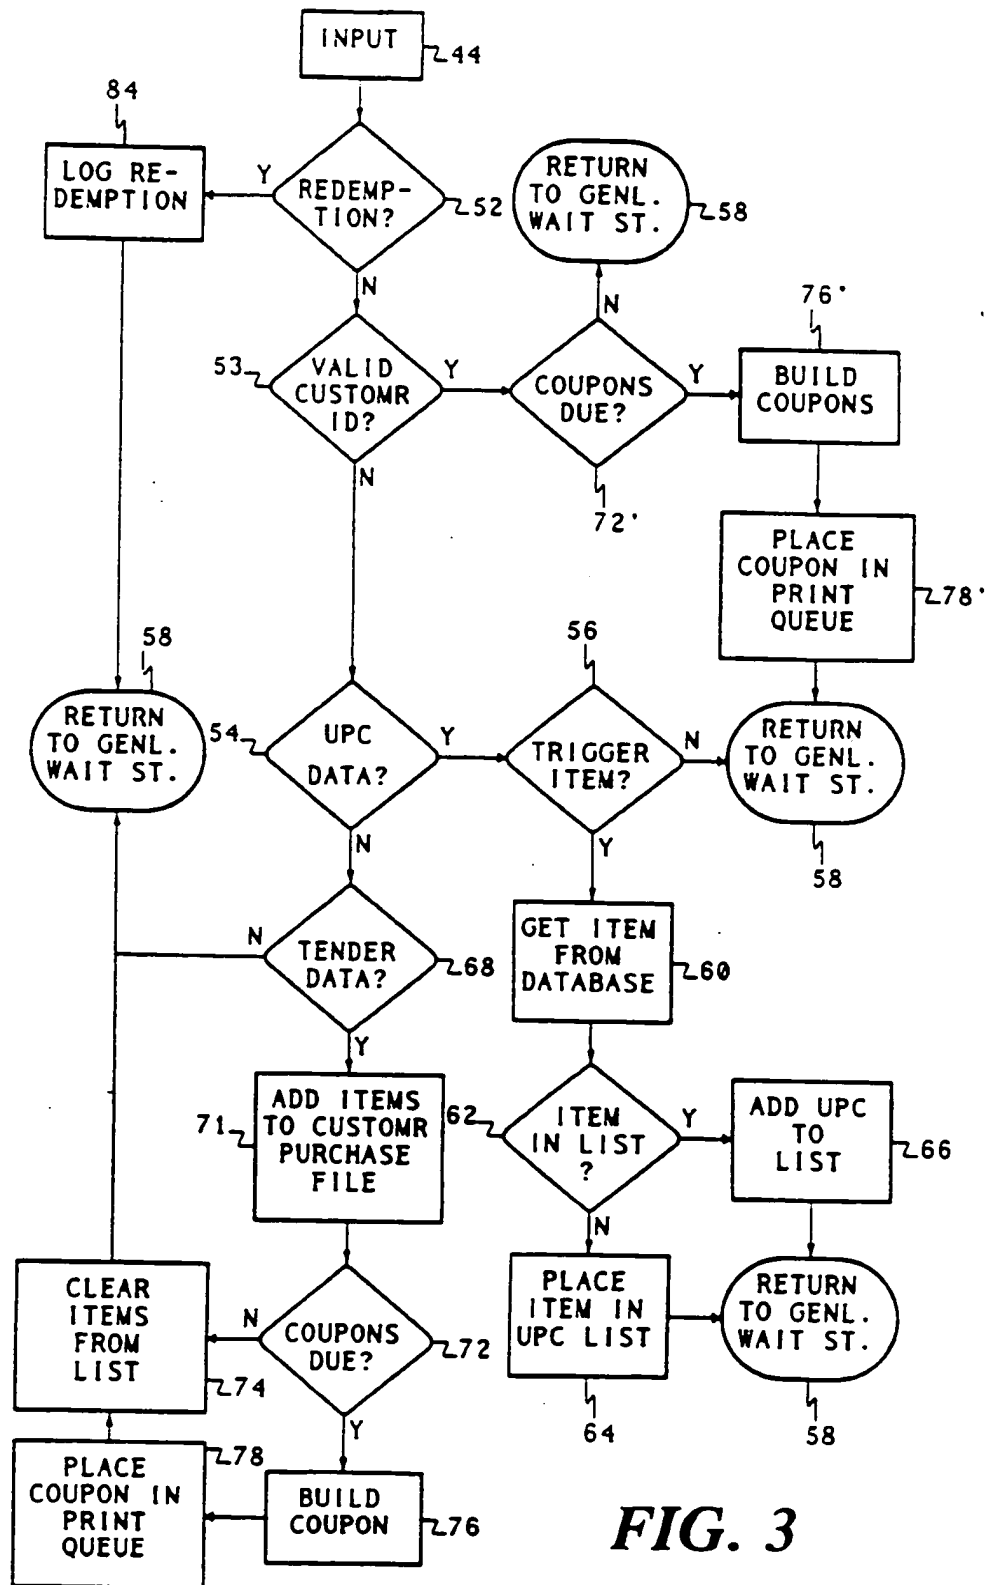 INPUT
44
84
LOG RE-
DEMPTION
Y
REDEMP-
TION?
52
N
RETURN
TO GENL.
WAIT ST.
58
N
76'
53
VALID
CUSTOMR
ID?
Y
COUPONS
DUE?
Y
BUILD
COUPONS
N
72'
PLACE
COUPON IN
PRINT
QUEUE
78'
58
RETURN
TO GENL.
WAIT ST.
54
UPC
DATA?
Y
56
TRIGGER
ITEM?
N
RETURN
TO GENL.
WAIT ST.
58
N
Y
N
TENDER
DATA?
68
GET ITEM
FROM
DATABASE
60
Y
71
ADD ITEMS
TO CUSTOMR
PURCHASE
FILE
62
ITEM
IN LIST
?
Y
ADD UPC
TO
LIST
66
N
CLEAR
ITEMS
FROM
LIST
74
N
COUPONS
DUE?
72
PLACE
ITEM IN
UPC LIST
64
RETURN
TO GENL.
WAIT ST.
58
Y
78
PLACE
COUPON IN
PRINT
QUEUE
BUILD
COUPON
76
FIG. 3